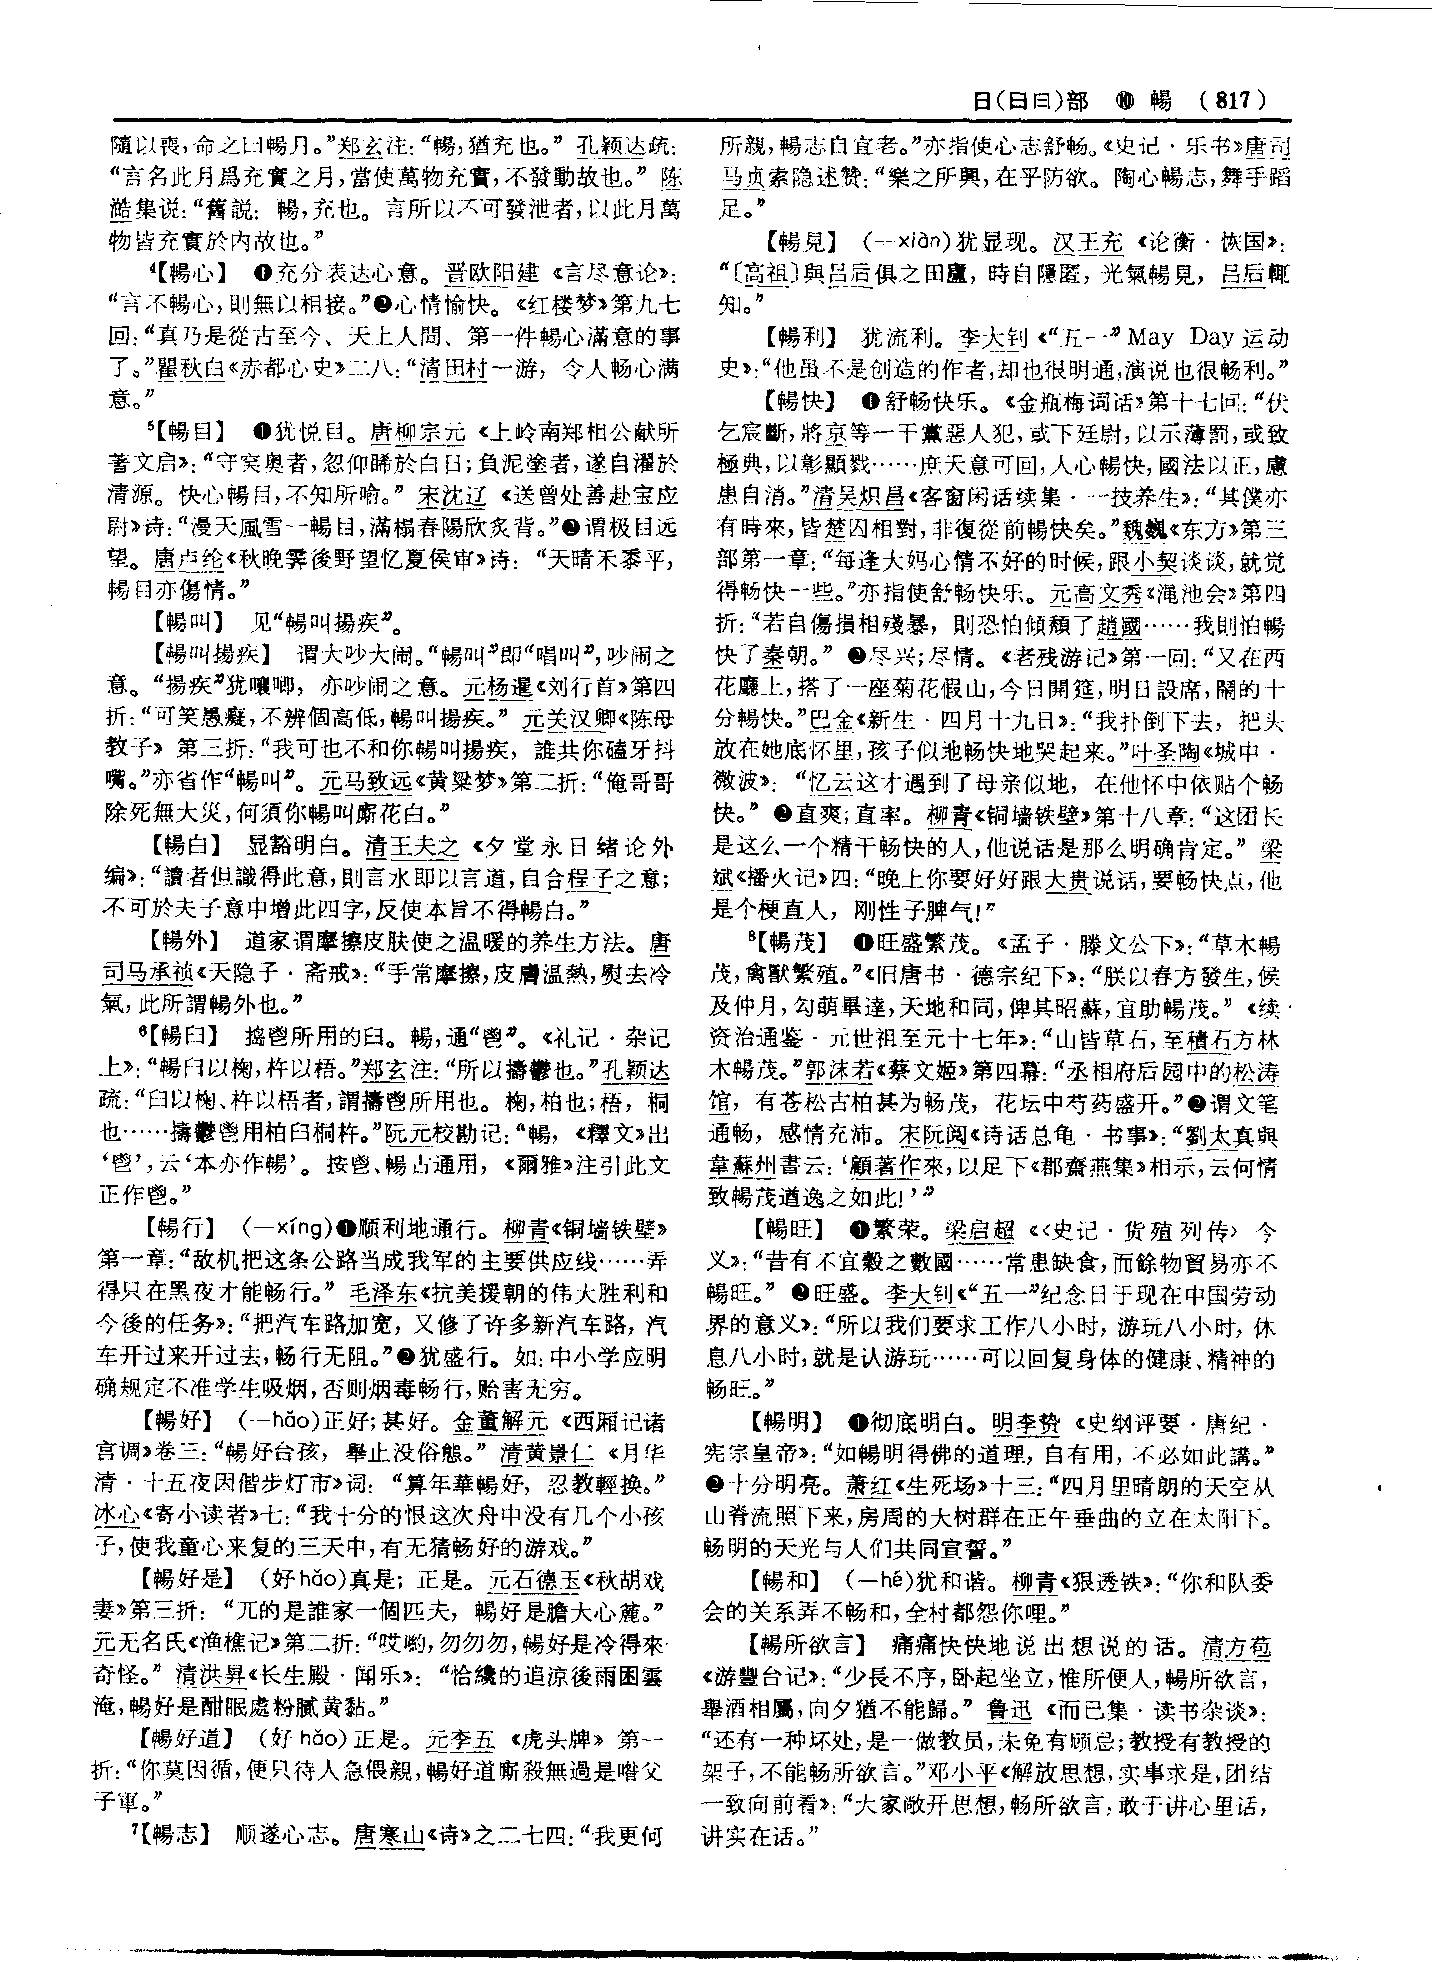 日(日曰)部 ⑩ 暢 (817)
隨以喪,命之曰暢月。”郑玄注:“暢,猶充也。” 孔颖达疏:
“言名此月爲充實之月,當使萬物充實,不發動故也。” 陈
澔集说:“舊説: 暢,充也。言所以不可發泄者,以此月萬
物皆充實於内故也。”
⁴【暢心】 ❶充分表达心意。晋欧阳建《言尽意论》:
“言不暢心,則無以相接。”❷心情愉快。《红楼梦》第九七
回:“真乃是從古至今、天上人間、第一件暢心滿意的事
了。”瞿秋白《赤都心史》二八:“清田村一游, 令人畅心满
意。”
⁵【暢目】 ❶犹悦目。唐柳宗元《上岭南郑相公献所
著文启》:“守突奥者,忽仰睎於白日;負泥塗者,遂自濯於
清源。快心暢目,不知所喻。” 宋沈辽《送曾处善赴宝应
尉》诗:“漫天風雪一暢目,滿榻春陽欣炙背。”❷谓极目远
望。唐卢纶《秋晚霁後野望忆夏侯审》诗: “天晴禾黍平,
暢目亦傷情。”
【暢叫】 见“暢叫揚疾”。
【暢叫揚疾】 谓大吵大闹。“暢叫”即“唱叫”,吵闹之
意。“揚疾”犹嚷唧, 亦吵闹之意。元杨暹《刘行首》第四
折:“可笑愚癡,不辨個高低,暢叫揚疾。” 元关汉卿《陈母
教子》 第三折:“我可也不和你暢叫揚疾, 誰共你磕牙抖
嘴。”亦省作“暢叫”。元马致远《黄粱梦》第二折:“俺哥哥
除死無大災,何須你暢叫廝花白。”
【暢白】 显豁明白。清王夫之《夕堂永日绪论外
编》:“讀者但識得此意,則言水即以言道,自合程子之意;
不可於夫子意中增此四字,反使本旨不得暢白。”
【暢外】 道家谓摩擦皮肤使之温暖的养生方法。唐
司马承祯《天隐子·斋戒》:“手常摩擦,皮膚温熱,熨去冷
氣,此所謂暢外也。”
⁶【暢臼】 捣鬯所用的臼。暢,通“鬯”。《礼记·杂记
上》:“暢臼以椈,杵以梧。”郑玄注:“所以擣鬱也。”孔颖达
疏:“臼以椈、杵以梧者,謂擣鬯所用也。椈,柏也;梧, 桐
也……擣鬱鬯用柏臼桐杵。”阮元校勘记:“暢, 《釋文》出
‘鬯’,云‘本亦作暢’。按鬯、暢古通用, 《爾雅》注引此文
正作鬯。”
【暢行】 (—xíng)❶顺利地通行。柳青《铜墙铁壁》
第一章:“敌机把这条公路当成我军的主要供应线……弄
得只在黑夜才能畅行。” 毛泽东《抗美援朝的伟大胜利和
今後的任务》:“把汽车路加宽, 又修了许多新汽车路, 汽
车开过来开过去,畅行无阻。”❷犹盛行。如:中小学应明
确规定不准学生吸烟,否则烟毒畅行,贻害无穷。
【暢好】 (—hǎo)正好;甚好。金董解元《西厢记诸
宫调》卷三:“暢好台孩, 舉止没俗態。” 清黄景仁《月华
清·十五夜因偕步灯市》词: “算年華暢好, 忍教輕换。”
冰心《寄小读者》七:“我十分的恨这次舟中没有几个小孩
子,使我童心来复的三天中,有无猜畅好的游戏。”
【暢好是】 (好hǎo)真是; 正是。元石德玉《秋胡戏
妻》第三折: “兀的是誰家一個匹夫, 暢好是膽大心麄。”
元无名氏《渔樵记》第二折:“哎喲,勿勿勿,暢好是冷得來
奇怪。” 清洪昇《长生殿·闻乐》: “恰纔的追涼後雨困雲
淹,暢好是酣眠處粉膩黄黏。”
【暢好道】 (好hǎo)正是。元李五《虎头牌》第一
折:“你莫因循,便只待人急偎親,暢好道廝殺無過是喒父
子軍。”
⁷【暢志】 顺遂心志。唐寒山《诗》之二七四:“我更何
所親,暢志自宜老。”亦指使心志舒畅。《史记·乐书》唐司
马贞索隐述赞:“樂之所興,在乎防欲。陶心暢志,舞手蹈
足。”
【暢見】 (—xiàn)犹显现。汉王充《论衡·恢国》:
“〔高祖〕與吕后俱之田廬, 時自隱匿, 光氣暢見, 吕后輒
知。”
【暢利】 犹流利。李大钊《“五一” May Day 运动
史》:“他虽不是创造的作者,却也很明通,演说也很畅利。”
【暢快】 ❶舒畅快乐。《金瓶梅词话》第十七回:“伏
乞宸斷,將京等一干黨惡人犯,或下廷尉,以示薄罰,或致
極典,以彰顯戮……庶天意可回,人心暢快,國法以正,虜
患自消。”清吴炽昌《客窗闲话续集·一技养生》:“其僕亦
有時來,皆楚囚相對,非復從前暢快矣。”魏巍《东方》第三
部第一章:“每逢大妈心情不好的时候,跟小契谈谈,就觉
得畅快一些。”亦指使舒畅快乐。元高文秀《渑池会》第四
折:“若自傷損相殘暴, 則恐怕傾頹了趙國……我則怕暢
快了秦朝。” ❷尽兴;尽情。《老残游记》第一回:“又在西
花廳上,搭了一座菊花假山,今日開筵,明日設席,鬧的十
分暢快。”巴金《新生·四月十九日》:“我扑倒下去, 把头
放在她底怀里,孩子似地畅快地哭起来。”叶圣陶《城中·
微波》: “忆云这才遇到了母亲似地, 在他怀中依贴个畅
快。” ❷直爽;直率。柳青《铜墙铁壁》第十八章:“这团长
是这么一个精干畅快的人,他说话是那么明确肯定。” 梁
斌《播火记》四:“晚上你要好好跟大贵说话,要畅快点,他
是个梗直人, 刚性子脾气!”
⁸【暢茂】 ❶旺盛繁茂。《孟子·滕文公下》:“草木暢
茂,禽獸繁殖。”《旧唐书·德宗纪下》:“朕以春方發生,候
及仲月,勾萌畢達,天地和同,俾其昭蘇,宜助暢茂。” 《续
资治通鉴·元世祖至元十七年》:“山皆草石,至積石方林
木暢茂。”郭沫若《蔡文姬》第四幕:“丞相府后园中的松涛
馆, 有苍松古柏甚为畅茂, 花坛中芍药盛开。”❷谓文笔
通畅, 感情充沛。宋阮阅《诗话总龟·书事》:“劉太真與
韋蘇州書云:‘顧著作來,以足下《郡齋燕集》相示,云何情
致暢茂遒逸之如此!’”
【暢旺】 ❶繁荣。梁启超《〈史记·货殖列传〉今
义》:“昔有不宜穀之數國……常患缺食,而餘物貿易亦不
暢旺。” ❷旺盛。李大钊《“五一”纪念日于现在中国劳动
界的意义》:“所以我们要求工作八小时, 游玩八小时, 休
息八小时,就是认游玩……可以回复身体的健康、精神的
畅旺。”
【暢明】 ❶彻底明白。明李贽《史纲评要·唐纪·
宪宗皇帝》:“如暢明得佛的道理, 自有用, 不必如此講。”
❷十分明亮。萧红《生死场》十三:“四月里晴朗的天空从
山脊流照下来,房周的大树群在正午垂曲的立在太阳下。
畅明的天光与人们共同宣誓。”
【暢和】 (—hé)犹和谐。柳青《狠透铁》:“你和队委
会的关系弄不畅和,全村都怨你哩。”
【暢所欲言】 痛痛快快地说出想说的话。清方苞
《游豐台记》:“少長不序,卧起坐立,惟所便人,暢所欲言,
舉酒相屬,向夕猶不能歸。” 鲁迅《而已集·读书杂谈》:
“还有一种坏处,是一做教员,未免有顾忌;教授有教授的
架子,不能畅所欲言。”邓小平《解放思想,实事求是,团结
一致向前看》:“大家敞开思想,畅所欲言,敢于讲心里话,
讲实在话。”